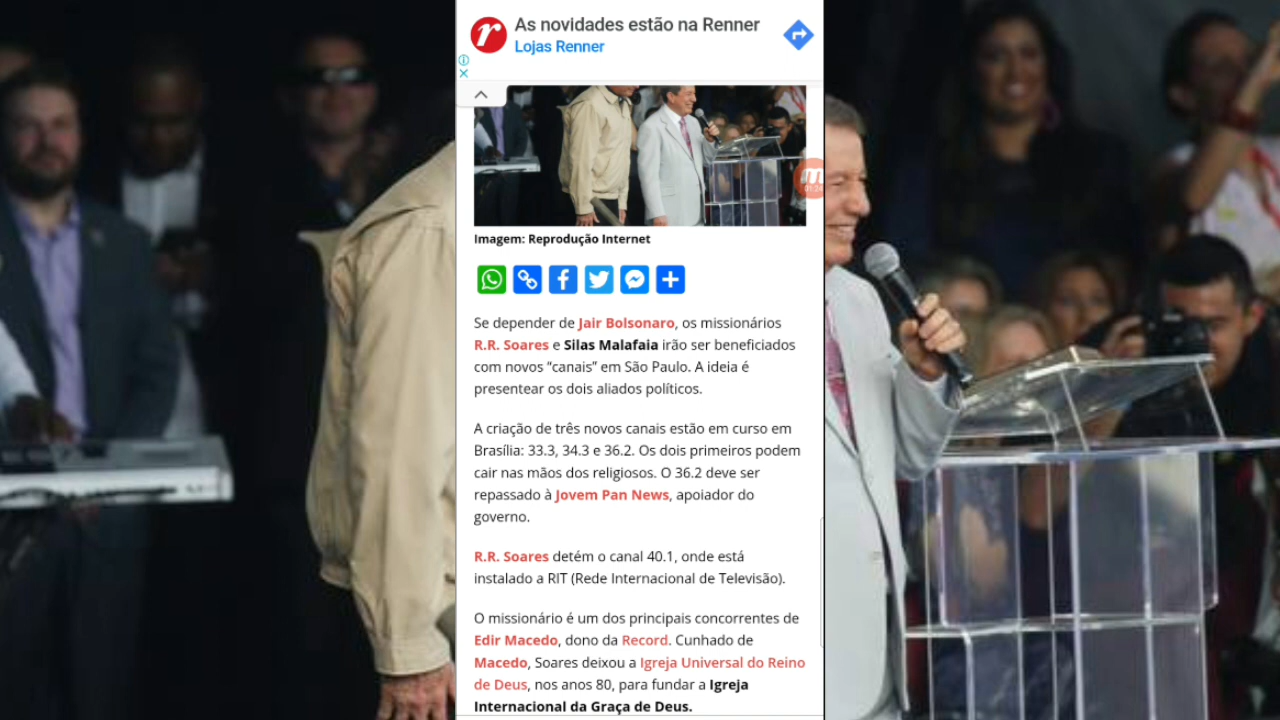 As novidades estão na Renner
Lojas Renner
01:24
Imagem: Reprodução Internet
Se depender de Jair Bolsonaro, os missionários
R.R. Soares e Silas Malafaia irão ser beneficiados
com novos “canais” em São Paulo. A ideia é
presentear os dois aliados políticos.
A criação de três novos canais estão em curso em
Brasília: 33.3, 34.3 e 36.2. Os dois primeiros podem
cair nas mãos dos religiosos. O 36.2 deve ser
repassado à Jovem Pan News, apoiador do
governo.
R.R. Soares detém o canal 40.1, onde está
instalado a RIT (Rede Internacional de Televisão).
O missionário é um dos principais concorrentes de
Edir Macedo, dono da Record. Cunhado de
Macedo, Soares deixou a Igreja Universal do Reino
de Deus, nos anos 80, para fundar a Igreja
Internacional da Graça de Deus.